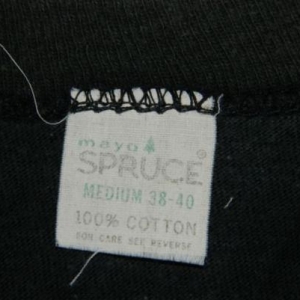 mayo
SPRUCE®
MEDIUM 38-40
100% COTTON
FOR CARE SEE REVERSE